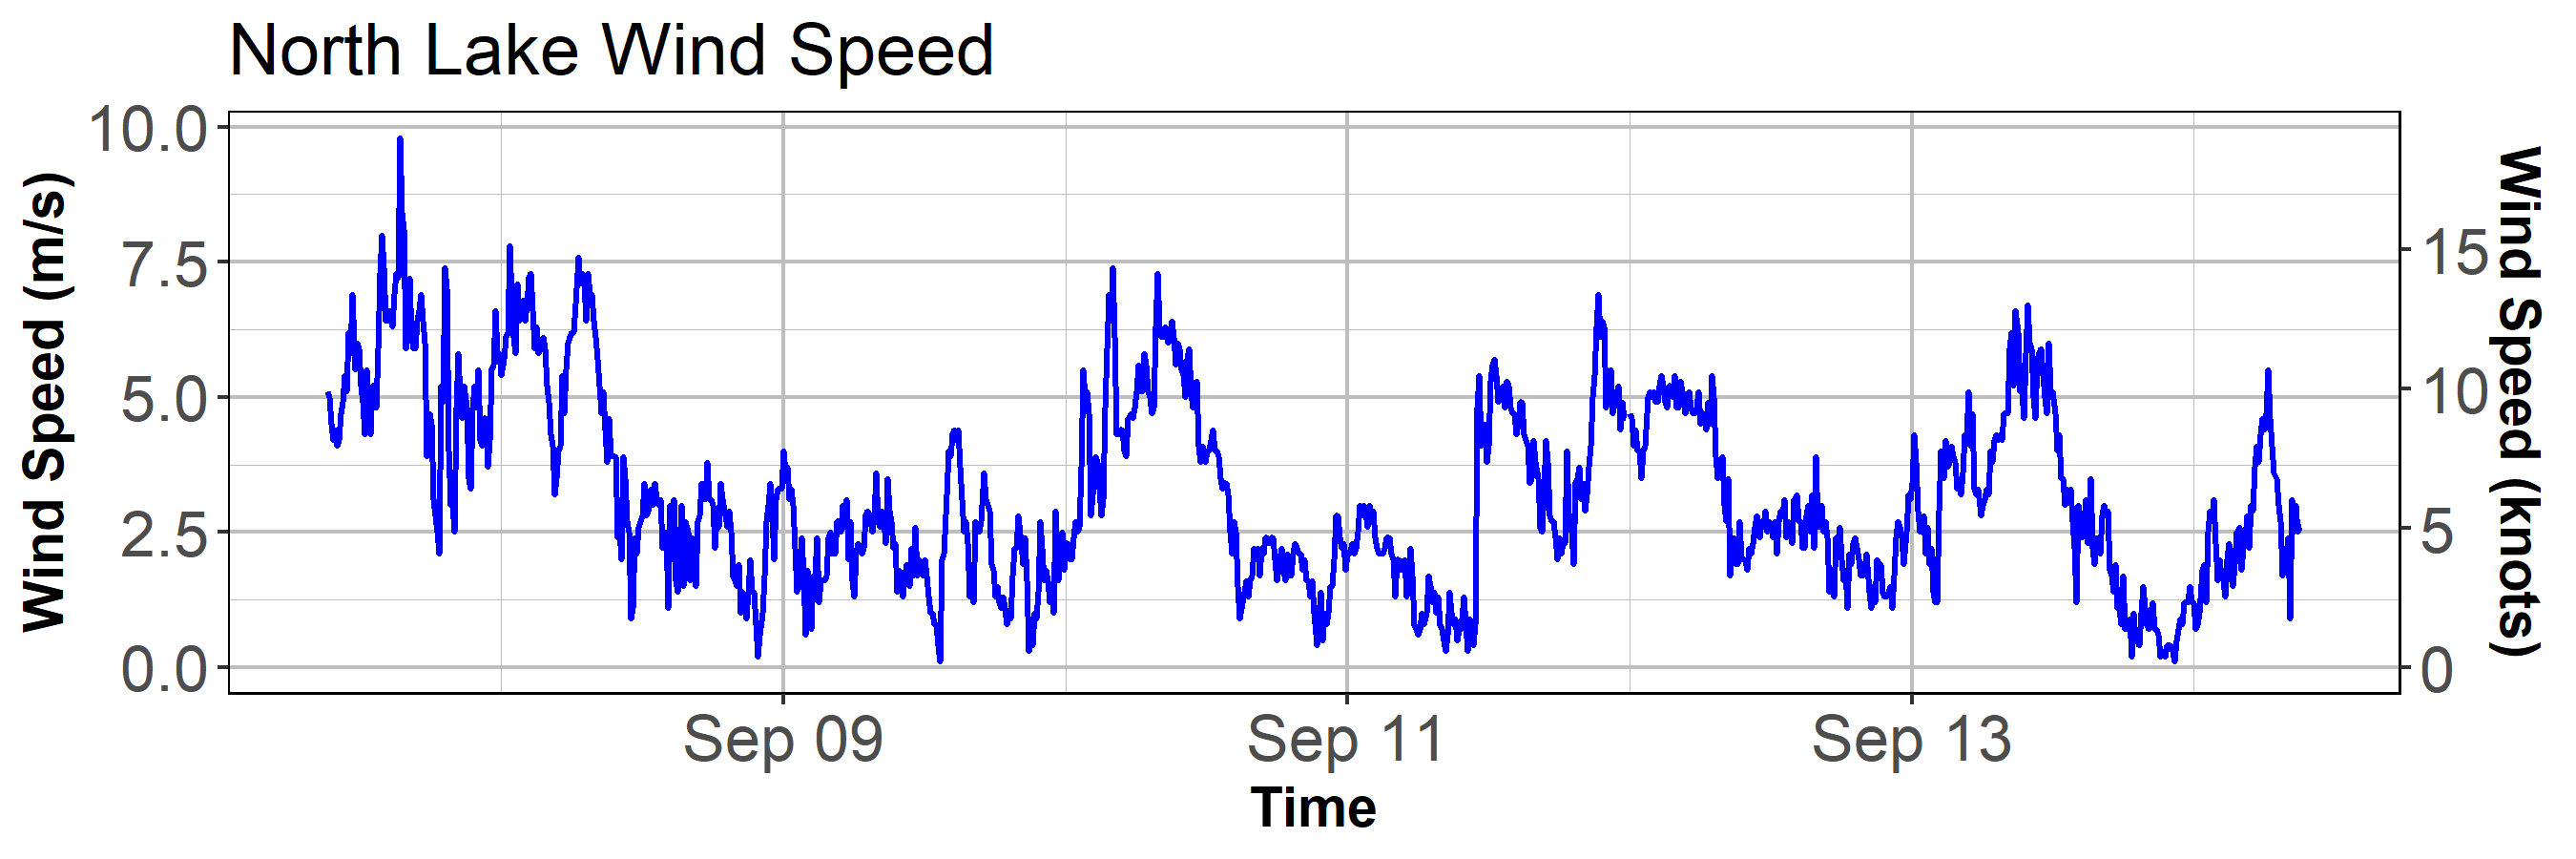 North Lake Wind Speed
10.0
7.5
5.0
2.5
0.0
Wind Speed (m/s)
15
10
5
0
Wind Speed (knots)
Sep 09
Sep 11
Sep 13
Time